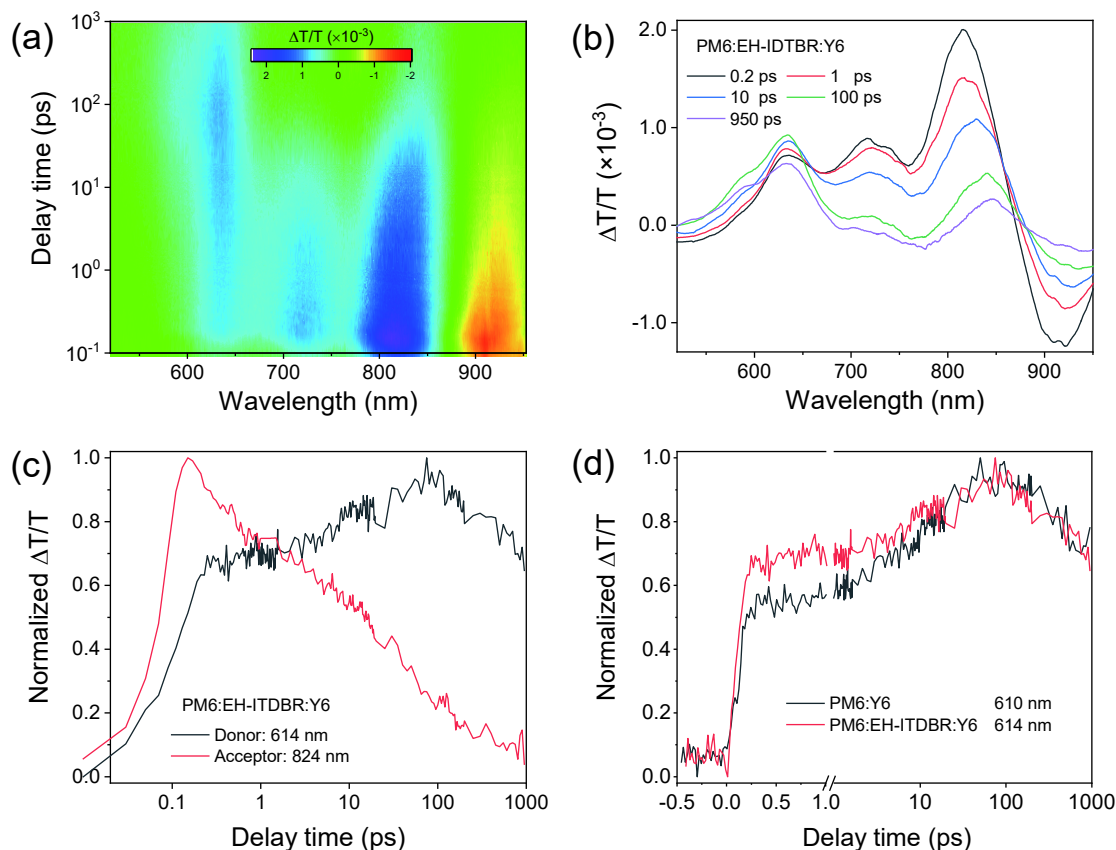 (a)
ΔT/T (×10⁻³)
2 1 0 -1 -2
10³
10²
10¹
10⁰
10⁻¹
Delay time (ps)
600 700 800 900
Wavelength (nm)
(b)
PM6:EH-IDTBR:Y6
0.2 ps 1 ps
10 ps 100 ps
950 ps
2.0
1.0
0.0
-1.0
ΔT/T (×10⁻³)
600 700 800 900
Wavelength (nm)
(c)
1.0
0.8
0.6
0.4
0.2
0.0
Normalized ΔT/T
PM6:EH-ITDBR:Y6
Donor: 614 nm
Acceptor: 824 nm
0.1 1 10 100 1000
Delay time (ps)
(d)
1.0
0.8
0.6
0.4
0.2
0.0
Normalized ΔT/T
PM6:Y6 610 nm
PM6:EH-ITDBR:Y6 614 nm
-0.5 0.0 0.5 1.0 10 100 1000
Delay time (ps)